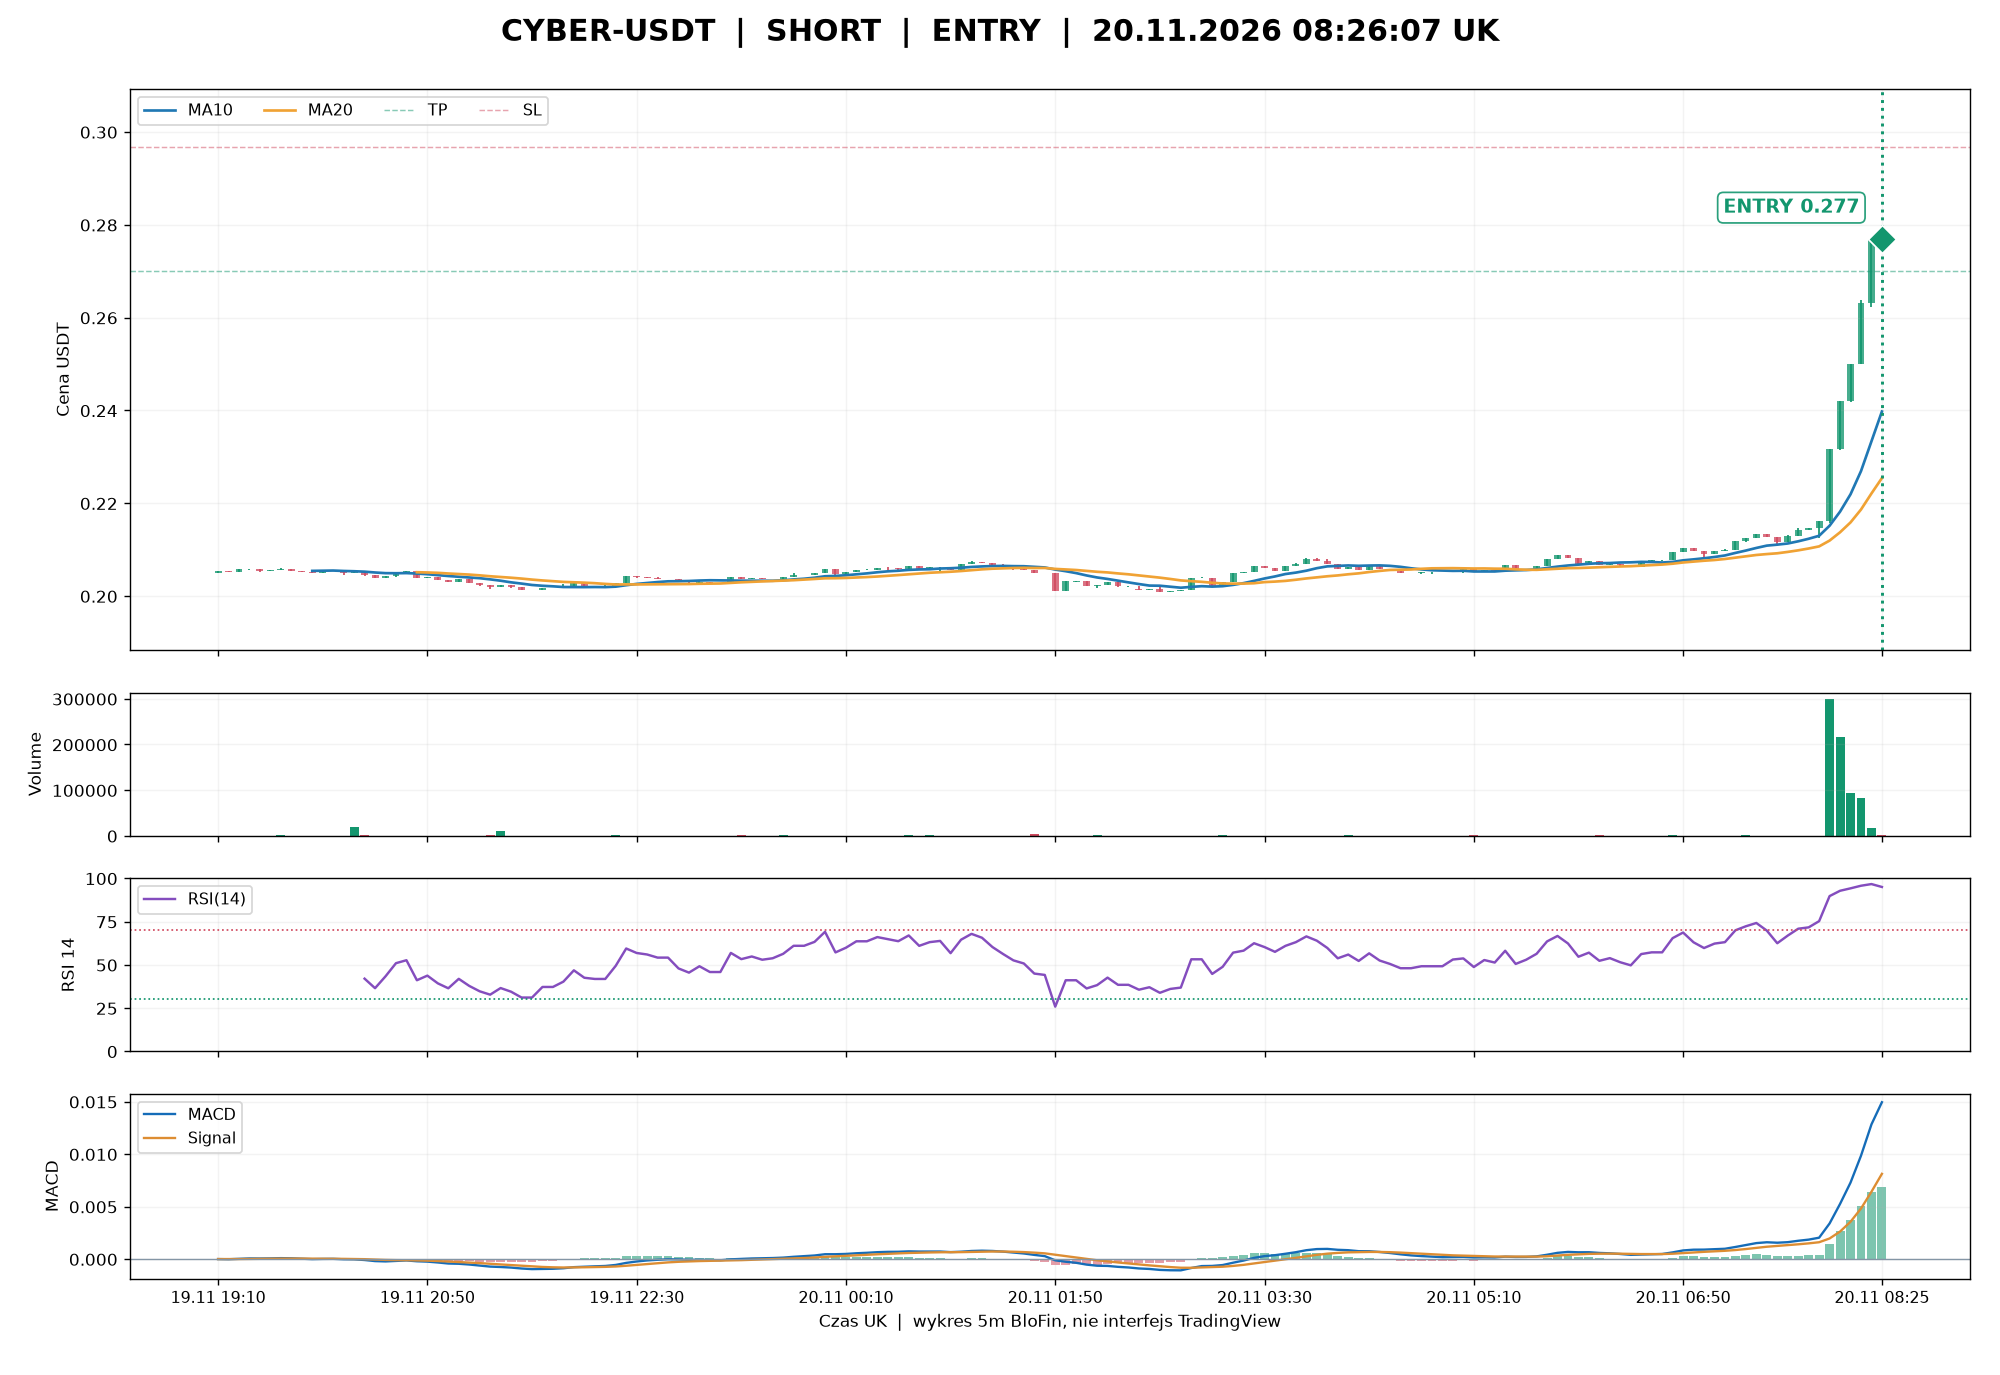 CYBER-USDT | SHORT | ENTRY | 20.11.2026 08:26:07 UK
MA10 MA20 TP SL
0.30
0.28
0.26
0.24
0.22
0.20
Cena USDT
ENTRY 0.277
300000
200000
100000
0
Volume
RSI(14)
100
75
50
25
0
RSI 14
MACD
Signal
0.015
0.010
0.005
0.000
MACD
19.11 19:10 19.11 20:50 19.11 22:30 20.11 00:10 20.11 01:50 20.11 03:30 20.11 05:10 20.11 06:50 20.11 08:25
Czas UK | wykres 5m BloFin, nie interfejs TradingView